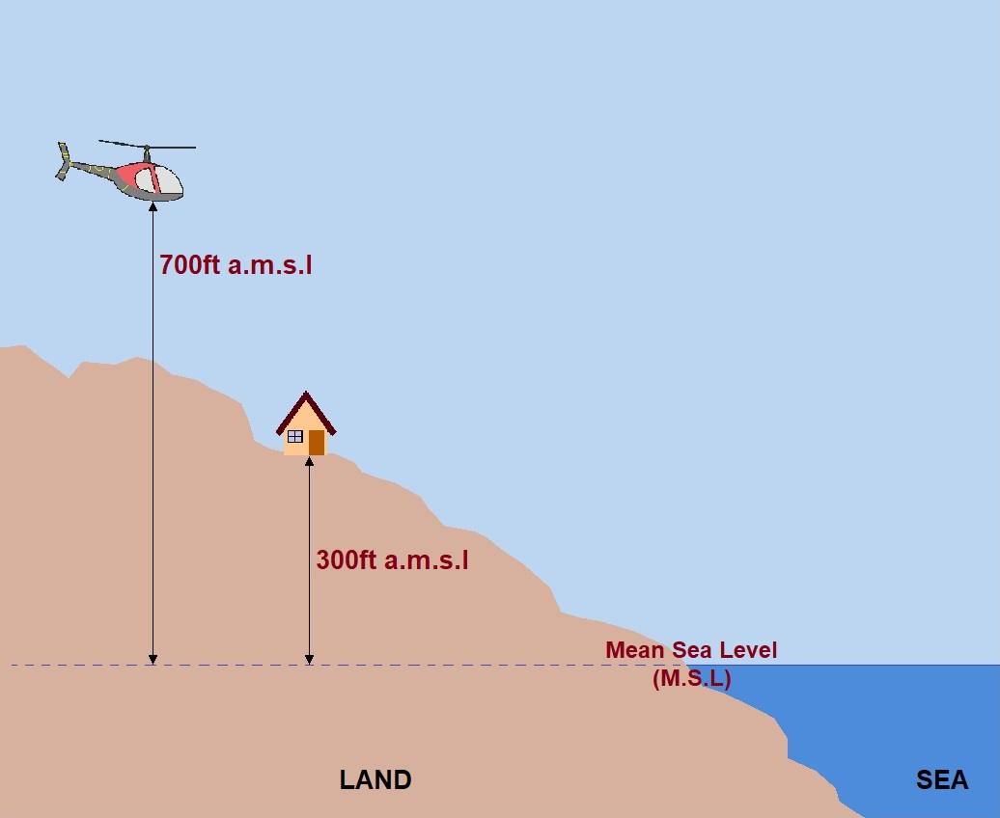 700ft a.m.s.l
300ft a.m.s.l
Mean Sea Level
(M.S.L)
LAND
SEA